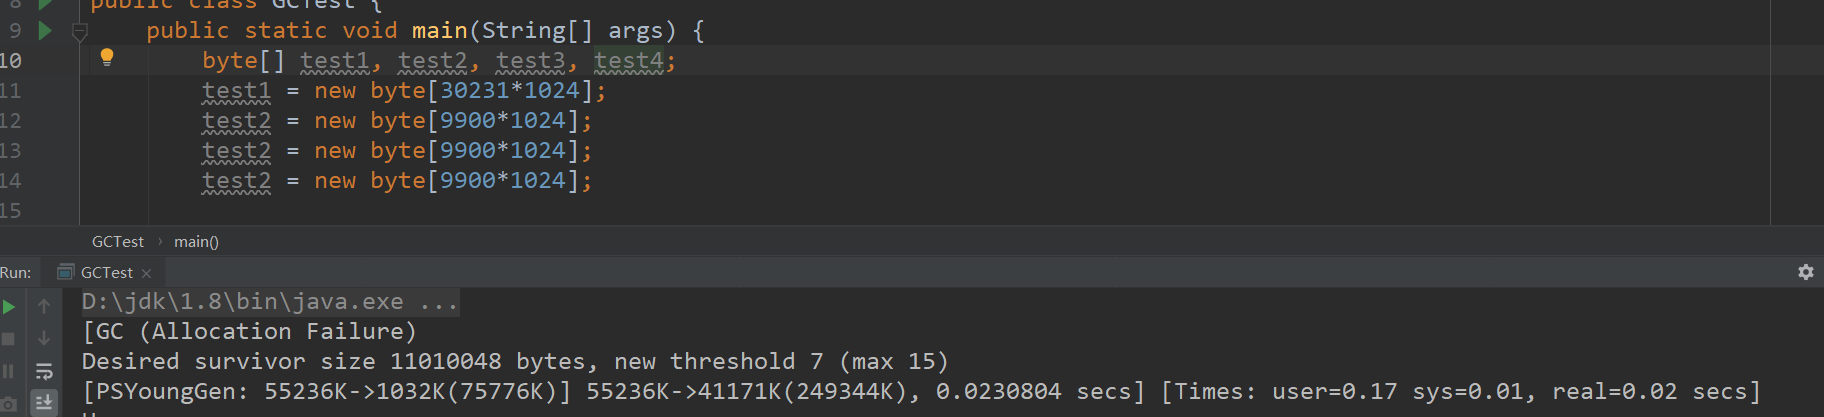 8 public class GCTest {
9 public static void main(String[] args) {
10 byte[] test1, test2, test3, test4;
11 test1 = new byte[30231*1024];
12 test2 = new byte[9900*1024];
13 test2 = new byte[9900*1024];
14 test2 = new byte[9900*1024];
15
GCTest › main()
Run: GCTest ×
D:\jdk\1.8\bin\java.exe ...
[GC (Allocation Failure)
Desired survivor size 11010048 bytes, new threshold 7 (max 15)
[PSYoungGen: 55236K->1032K(75776K)] 55236K->41171K(249344K), 0.0230804 secs] [Times: user=0.17 sys=0.01, real=0.02 secs]